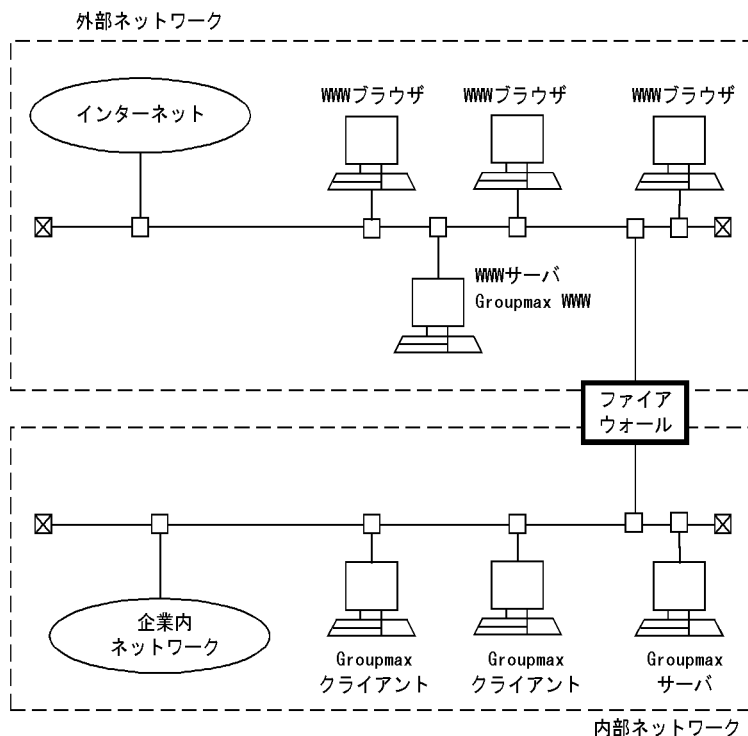 外部ネットワーク
インターネット
WWWブラウザ
WWWブラウザ
WWWブラウザ
WWWサーバ
Groupmax WWW
ファイア
ウォール
企業内
ネットワーク
Groupmax
クライアント
Groupmax
クライアント
Groupmax
サーバ
内部ネットワーク